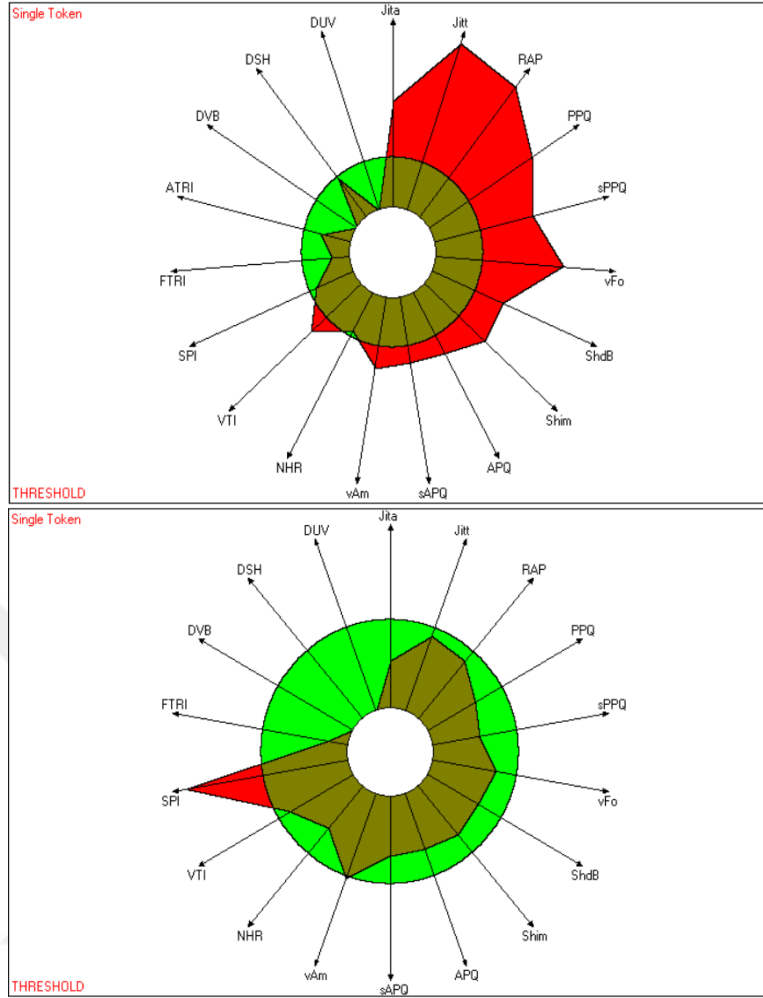 Single Token
Jita
Jitt
RAP
PPQ
sPPQ
vFo
ShdB
Shim
APQ
sAPQ
vAm
NHR
VTI
SPI
FTRI
ATRI
DVB
DSH
DUV
THRESHOLD
Single Token
Jita
Jitt
RAP
PPQ
sPPQ
vFo
ShdB
Shim
APQ
sAPQ
vAm
NHR
VTI
SPI
FTRI
DVB
DSH
DUV
THRESHOLD